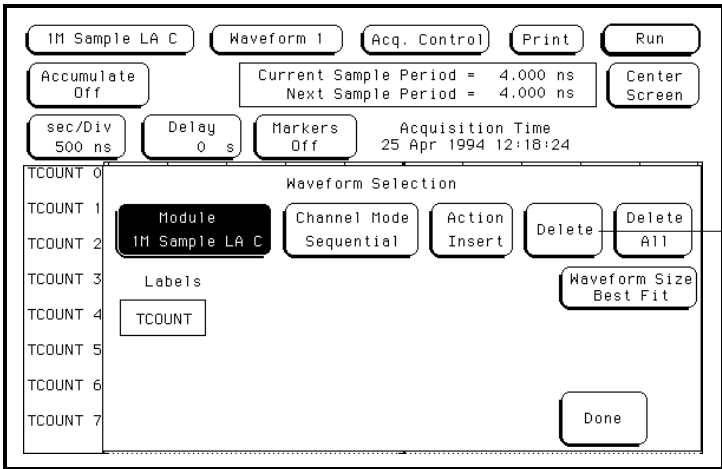 1M Sample LA C Waveform 1 Acq. Control Print Run
Accumulate
Off
Current Sample Period = 4.000 ns
Next Sample Period = 4.000 ns
Center
Screen
sec/Div
500 ns
Delay
0 s
Markers
Off
Acquisition Time
25 Apr 1994 12:18:24
TCOUNT 0
TCOUNT 1
TCOUNT 2
TCOUNT 3
TCOUNT 4
TCOUNT 5
TCOUNT 6
TCOUNT 7
Waveform Selection
Module
1M Sample LA C
Channel Mode
Sequential
Action
Insert
Delete
Delete
All
Labels
TCOUNT
Waveform Size
Best Fit
Done